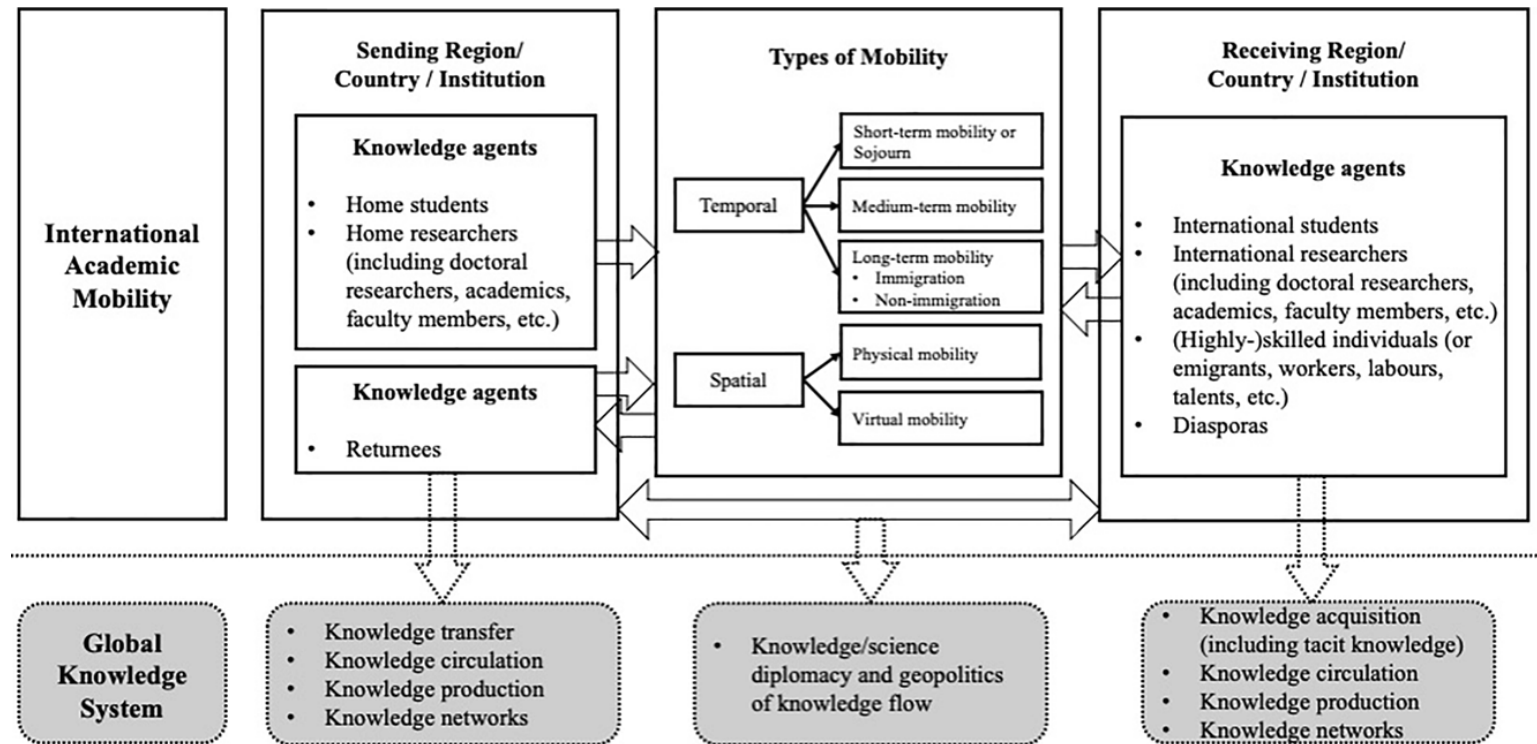 International
Academic
Mobility
Sending Region/
Country / Institution
Knowledge agents
• Home students
• Home researchers
(including doctoral
researchers, academics,
faculty members, etc.)
Knowledge agents
• Returnees
Types of Mobility
Temporal
Short-term mobility or
Sojourn
Medium-term mobility
Long-term mobility
• Immigration
• Non-immigration
Spatial
Physical mobility
Virtual mobility
Receiving Region/
Country / Institution
Knowledge agents
• International students
• International researchers
(including doctoral researchers,
academics, faculty members, etc.)
• (Highly-)skilled individuals (or
emigrants, workers, labours,
talents, etc.)
• Diasporas
Global
Knowledge
System
• Knowledge transfer
• Knowledge circulation
• Knowledge production
• Knowledge networks
• Knowledge/science
diplomacy and geopolitics
of knowledge flow
• Knowledge acquisition
(including tacit knowledge)
• Knowledge circulation
• Knowledge production
• Knowledge networks